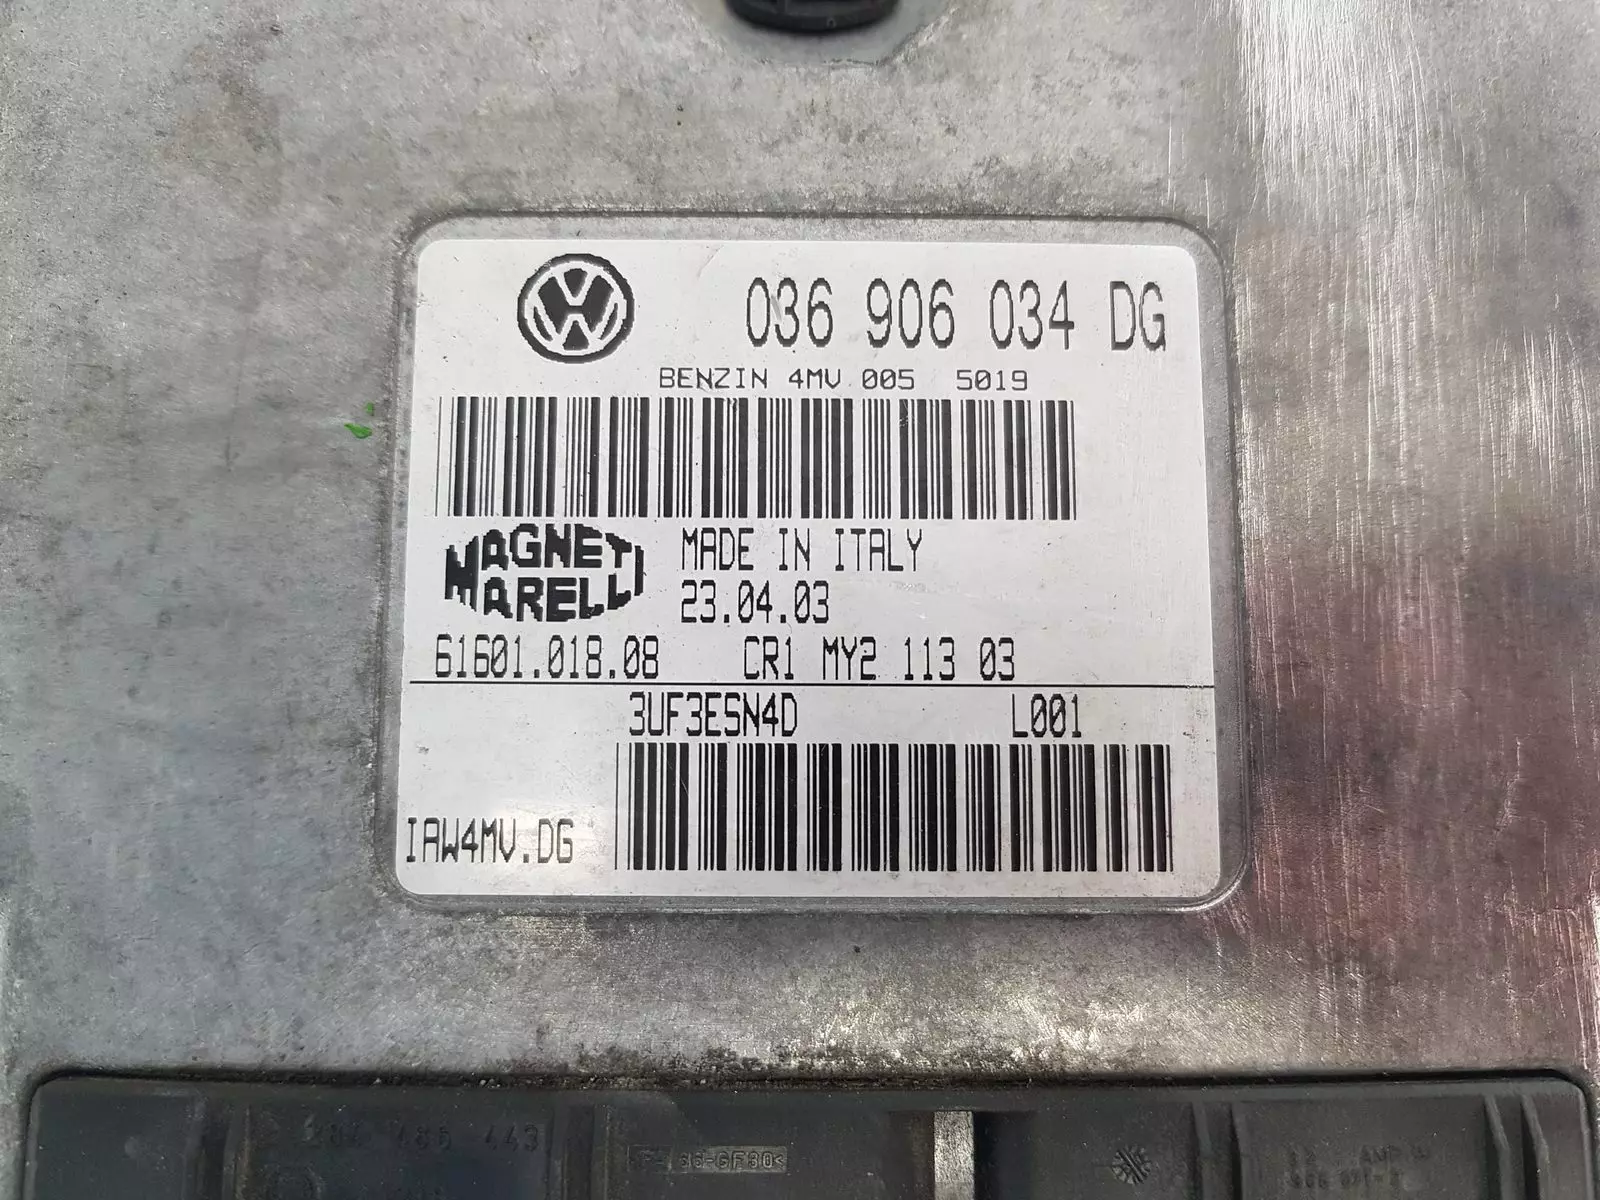 036 906 034 DG
BENZIN 4MV 005 5019
MAGNETI MARELLI
MADE IN ITALY
23.04.03
61601.018.08 CR1 MY2 113 03
3UF3ESN4D L001
IAW4MV.DG
443